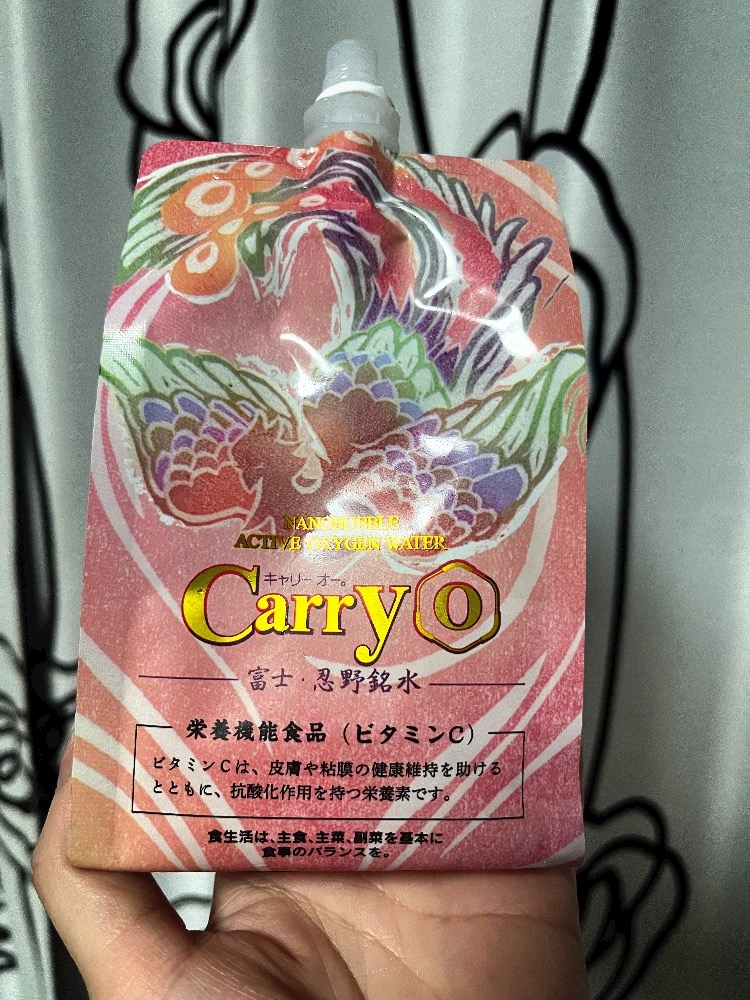 NANOBUBBLE
ACTIVE OXYGEN WATER
キャリーオー。
Carry O
富士・忍野銘水
栄養機能食品（ビタミンC）
ビタミンCは、皮膚や粘膜の健康維持を助ける
とともに、抗酸化作用を持つ栄養素です。
食生活は、主食、主菜、副菜を基本に
食事のバランスを。